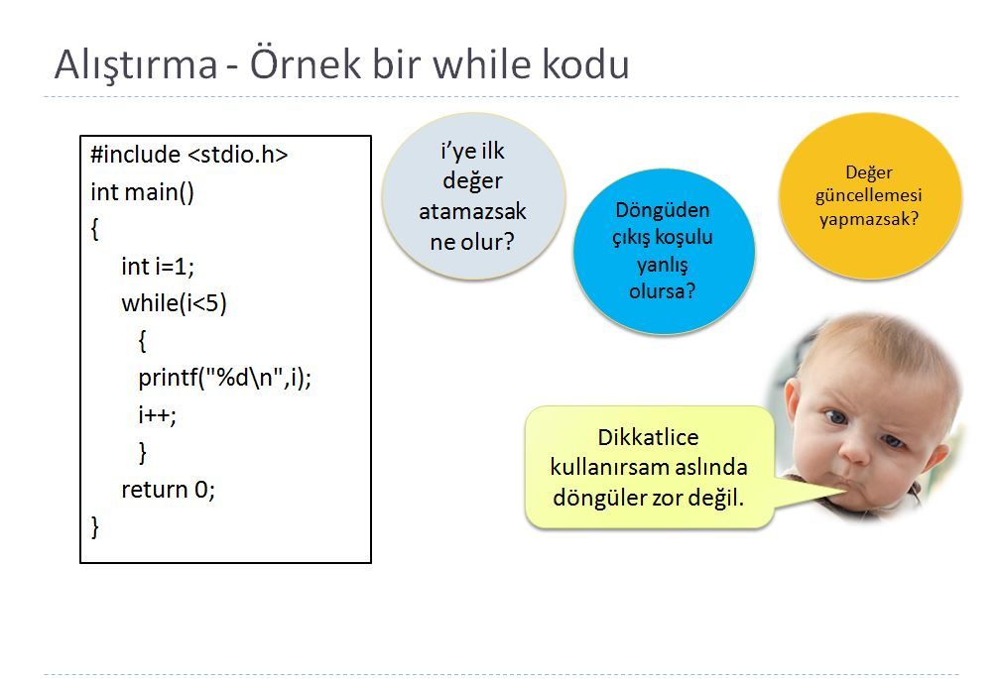 Alıştırma - Örnek bir while kodu
#include <stdio.h>
int main()
{
int i=1;
while(i<5)
{
printf("%d\n",i);
i++;
}
return 0;
}
i’ye ilk
değer
atamazsak
ne olur?
Döngüden
çıkış koşulu
yanlış
olursa?
Değer
güncellemesi
yapmazsak?
Dikkatlice
kullanırsam aslında
döngüler zor değil.